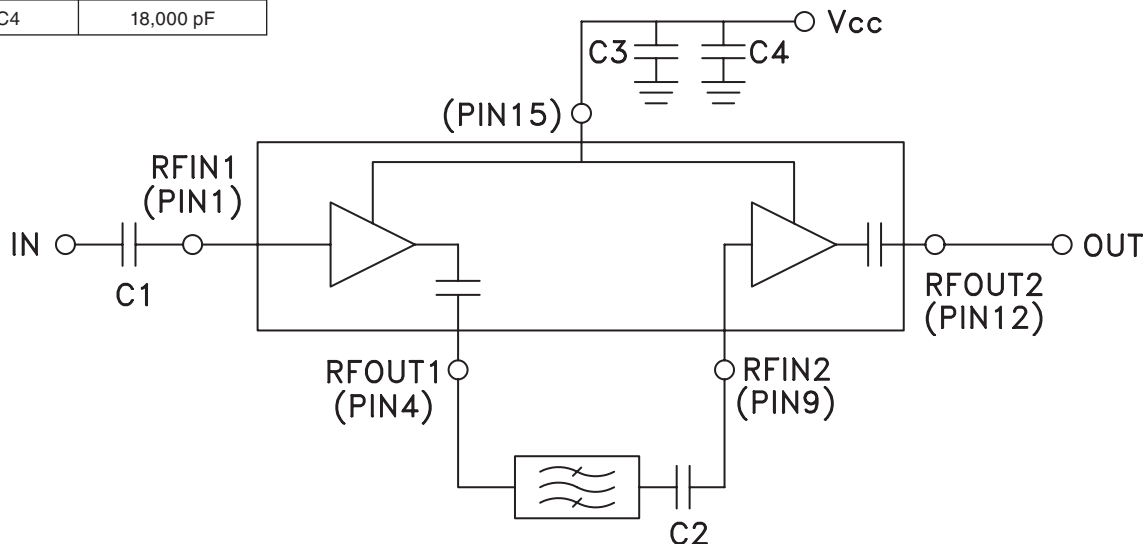 C4 18,000 pF
Vcc
C3 C4
(PIN15)
RFIN1
(PIN1)
IN
C1
OUT
RFOUT2
(PIN12)
RFOUT1
(PIN4)
RFIN2
(PIN9)
C2